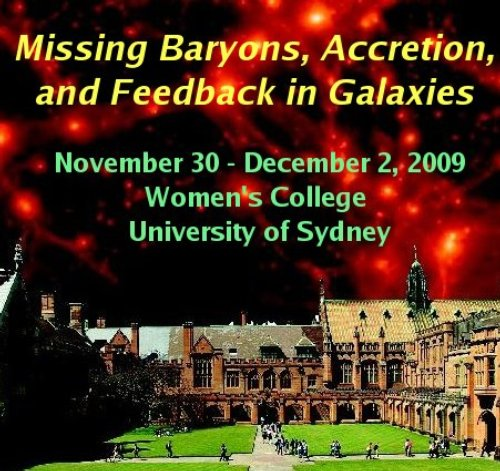 Missing Baryons, Accretion,
and Feedback in Galaxies
November 30 - December 2, 2009
Women's College
University of Sydney